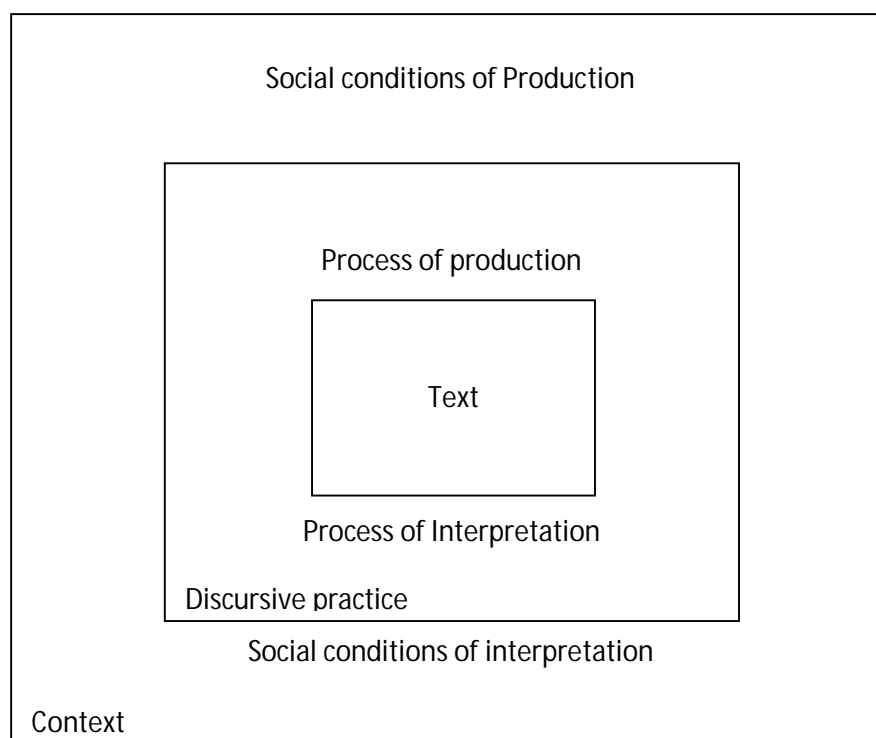 Social conditions of Production
Process of production
Text
Process of Interpretation
Discursive practice
Social conditions of interpretation
Context